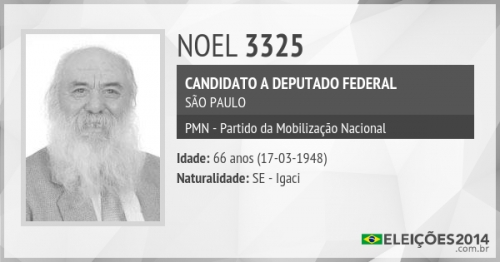 NOEL 3325
CANDIDATO A DEPUTADO FEDERAL
SÃO PAULO
PMN - Partido da Mobilização Nacional
Idade: 66 anos (17-03-1948)
Naturalidade: SE - Igaci
ELEIÇÕES2014
.com.br